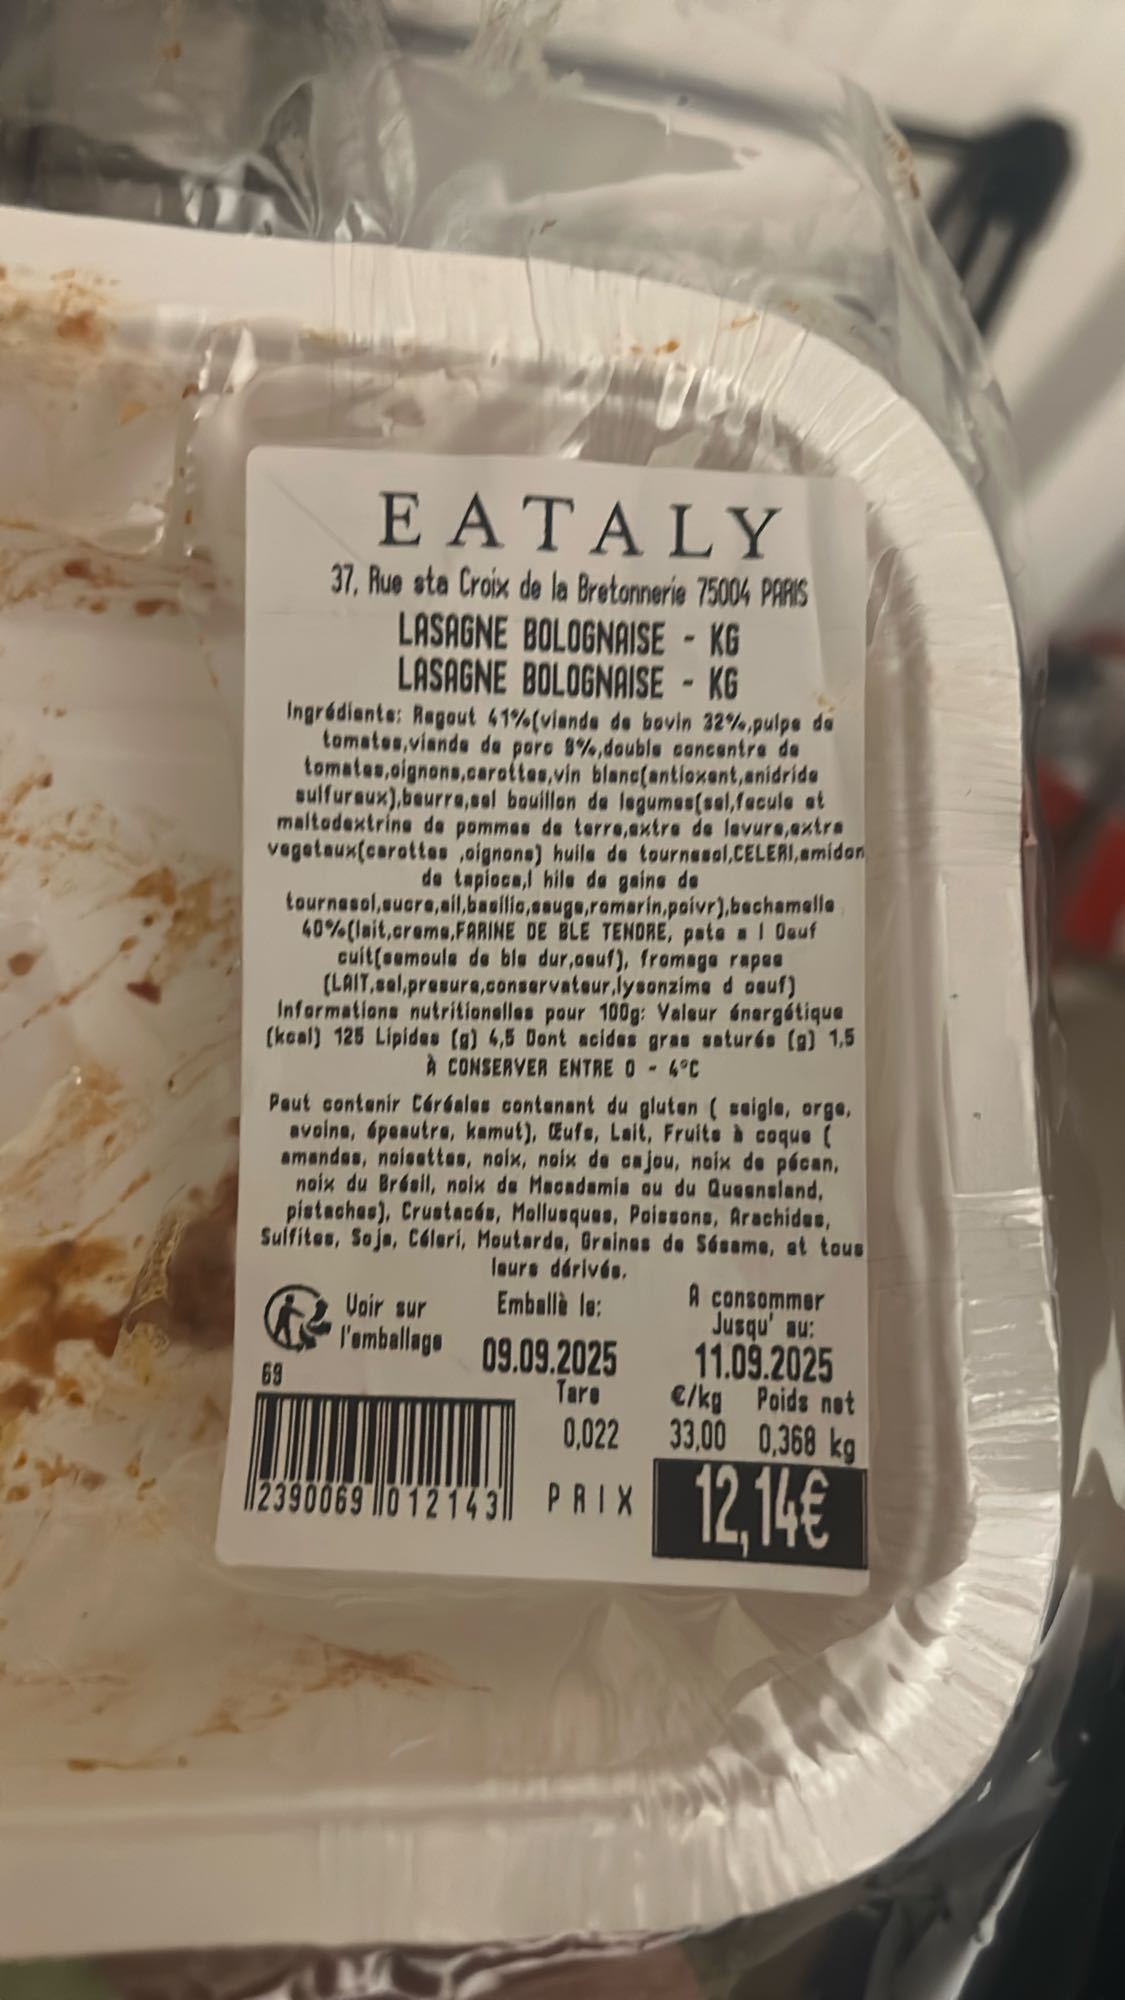 EATALY
37, Rue sta Croix de la Bretonnerie 75004 PARIS
LASAGNE BOLOGNAISE - KG
LASAGNE BOLOGNAISE - KG
Ingrédients: Ragout 41%(viande de bovin 32%,pulpe de
tomates,viande de porc 9%,double concentre de
tomates,oignons,carottes,vin blanc(antioxant,anidride
sulfuraux),beurre,sel bouillon de legumes(sel,fecule et
maltodextrine de pommes de terre,extre de levure,extre
vegetaux(carottes ,oignons) huile de tournesol,CELERI,amidon
de tapioca,l hile de gaine de
tournesol,sucre,ail,basilic,sauge,romarin,poivr),bechamelle
40%(lait,creme,FARINE DE BLE TENDRE, pate a l Oeuf
cuit(semoule de ble dur,oeuf), fromage rapee
(LAIT,sel,presure,conservateur,lysonzime d oeuf)
Informations nutritionelles pour 100g: Valeur énergétique
(kcal) 125 Lipides (g) 4,5 Dont acides gras saturés (g) 1,5
À CONSERVER ENTRE 0 - 4°C
Peut contenir Céréales contenant du gluten ( seigle, orge,
avoine, épeautre, kamut), Œufs, Lait, Fruits à coque (
amandes, noisettes, noix, noix de cajou, noix de pécan,
noix du Brésil, noix de Macadamia ou du Queensland,
pistaches), Crustacés, Mollusques, Poissons, Arachides,
Sulfites, Soja, Céleri, Moutarde, Graines de Sésame, et tous
leurs dérivés.
Voir sur
l'emballage
Emballè le:
09.09.2025
A consommer
Jusqu' au:
11.09.2025
69
Tare
0,022
€/kg Poids net
33,00 0,368 kg
2390069 012143
PRIX 12,14€